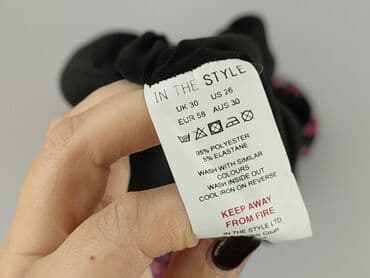 IN THE STYLE
UK 30 US 26
EUR 58 AUS 30
95% POLYESTER
5% ELASTANE
WASH WITH SIMILAR
COLOURS
WASH INSIDE OUT
COOL IRON ON REVERSE
KEEP AWAY
FROM FIRE
IN THE STYLE LTD
Court